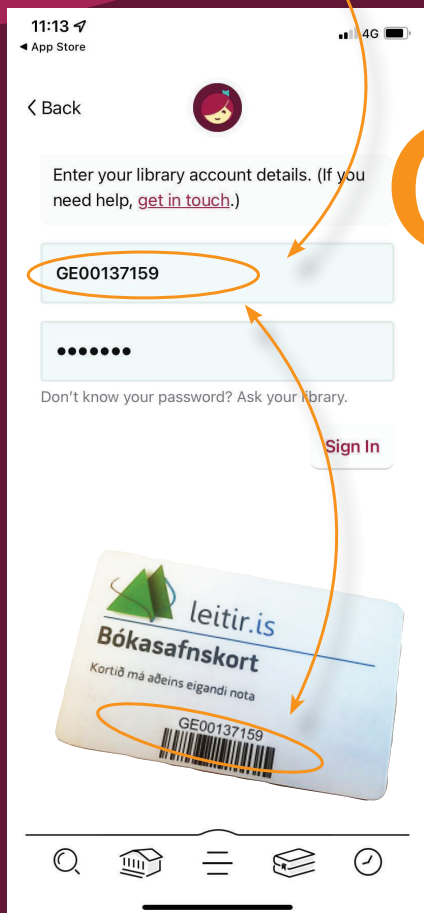 11:13
4G
App Store
Back
Enter your library account details. (If you
need help, get in touch.)
GE00137159
•••••••
Don't know your password? Ask your library.
Sign In
leitir.is
Bókasafnskort
Kortið má aðeins eigandi nota
GE00137159